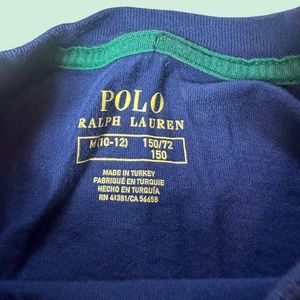 POLO
RALPH LAUREN
M(10-12) 150/72
150
MADE IN TURKEY
FABRIQUÉ EN TURQUIE
HECHO EN TURQUÍA
RN 41381/CA 56658